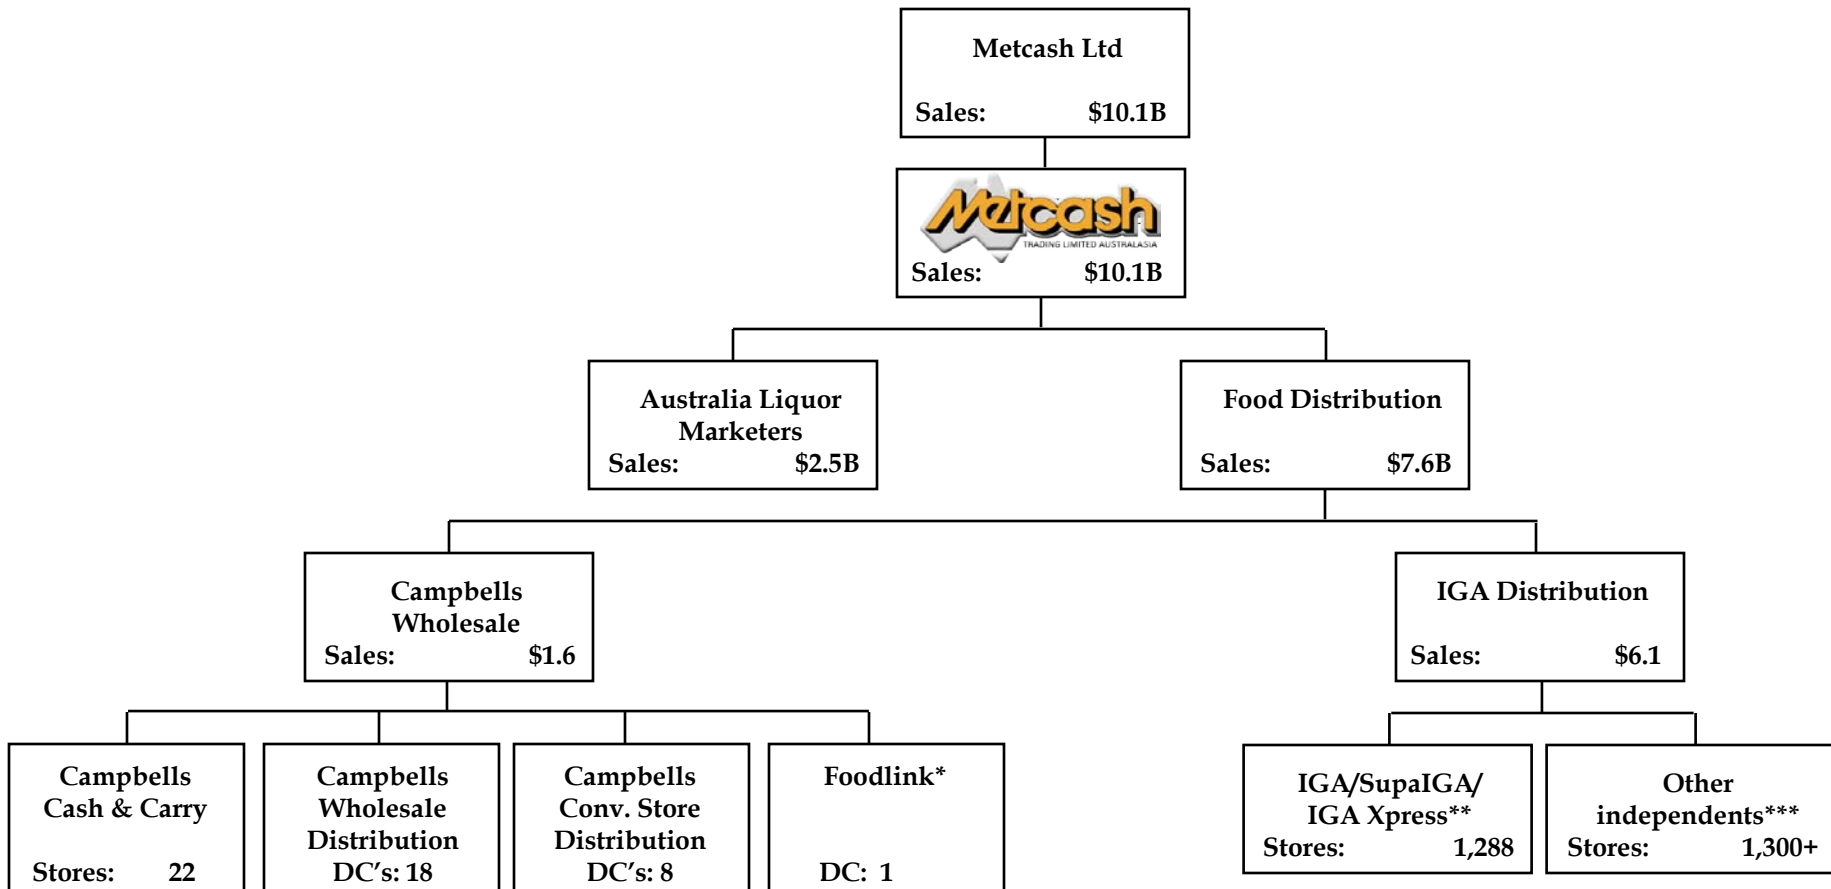 Metcash Ltd
Sales: $10.1B
Metcash
TRADING LIMITED AUSTRALASIA
Sales: $10.1B
Australia Liquor
Marketers
Sales: $2.5B
Food Distribution
Sales: $7.6B
Campbells
Wholesale
Sales: $1.6
IGA Distribution
Sales: $6.1
Campbells
Cash & Carry
Stores: 22
Campbells
Wholesale
Distribution
DC’s: 18
Campbells
Conv. Store
Distribution
DC’s: 8
Foodlink*
DC: 1
IGA/SupaIGA/
IGA Xpress**
Stores: 1,288
Other
independents***
Stores: 1,300+